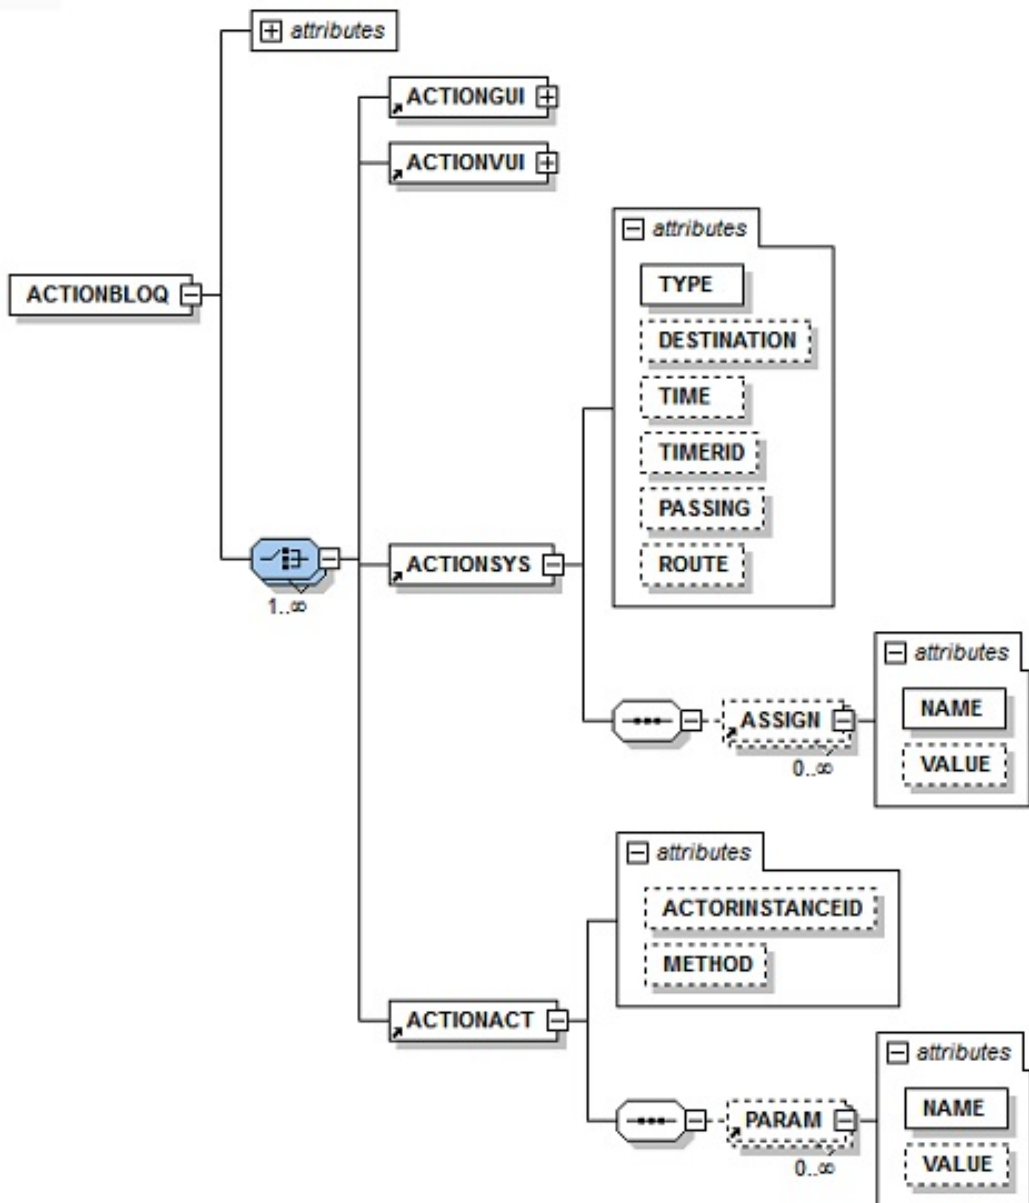 attributes
ACTIONGUI
ACTIONVUI
attributes
TYPE
ACTIONBLOQ
DESTINATION
TIME
TIMERID
PASSING
ACTIONSYS
ROUTE
1..∞
attributes
NAME
ASSIGN
VALUE
0..∞
attributes
ACTORINSTANCEID
METHOD
ACTIONACT
attributes
NAME
PARAM
VALUE
0..∞